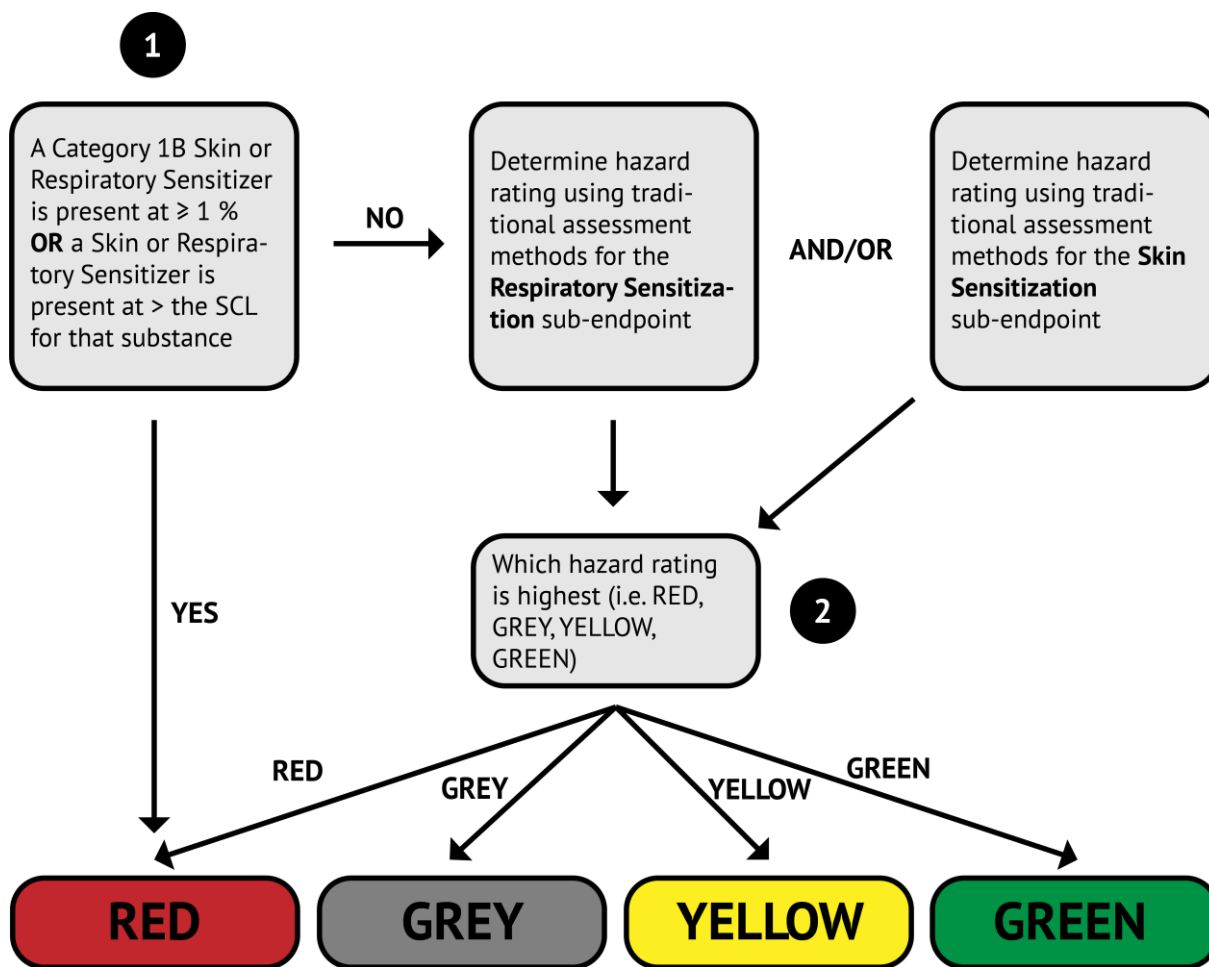 1
A Category 1B Skin or
Respiratory Sensitizer
is present at ≥ 1 %
OR a Skin or Respira-
tory Sensitizer is
present at > the SCL
for that substance
NO
Determine hazard
rating using tradi-
tional assessment
methods for the
Respiratory Sensitiza-
tion sub-endpoint
AND/OR
Determine hazard
rating using tradi-
tional assessment
methods for the Skin
Sensitization
sub-endpoint
YES
Which hazard rating
is highest (i.e. RED,
GREY, YELLOW,
GREEN)
2
RED
GREY
YELLOW
GREEN
RED
GREY
YELLOW
GREEN